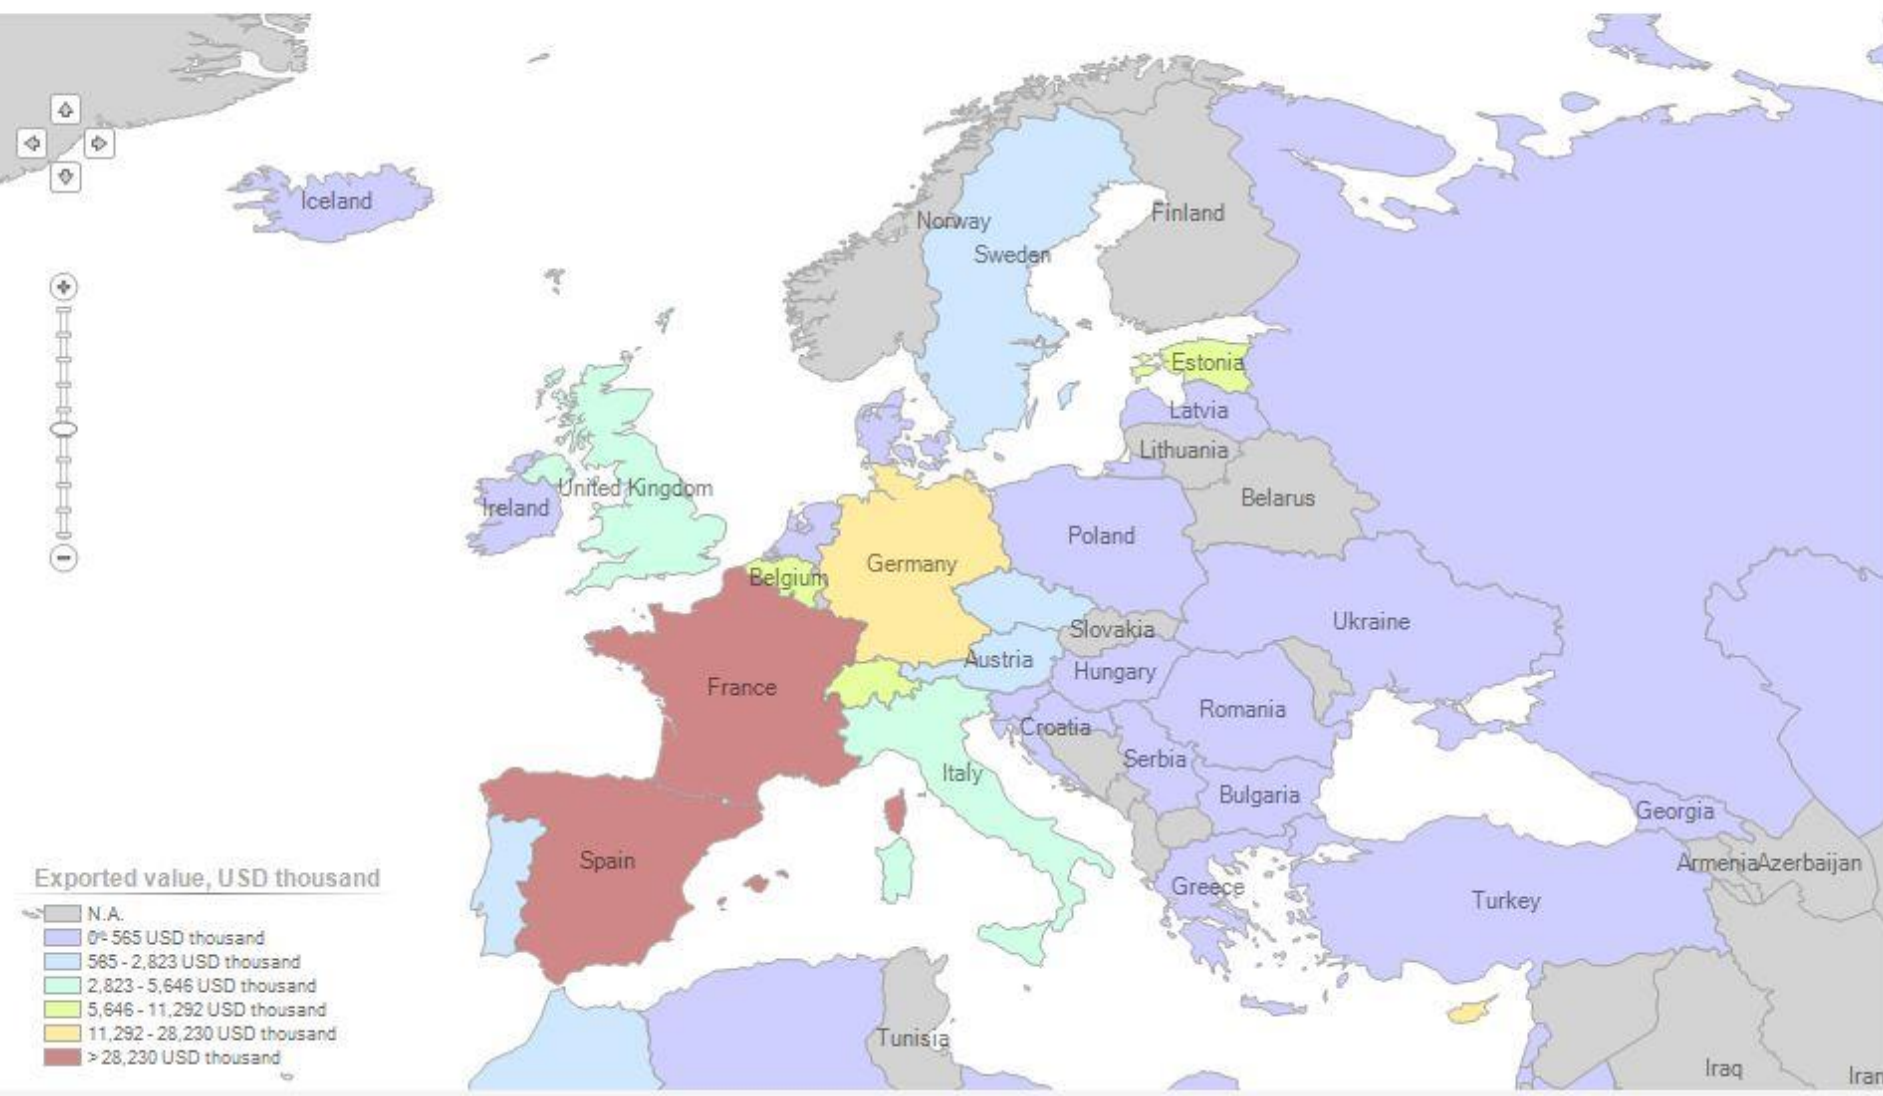 Iceland
Norway
Finland
Sweden
Estonia
Latvia
Lithuania
United Kingdom
Ireland
Belarus
Poland
Germany
Belgium
Ukraine
Slovakia
Austria
Hungary
France
Romania
Croatia
Serbia
Italy
Bulgaria
Georgia
Spain
Armenia
Azerbaijan
Greece
Turkey
Tunisia
Iraq
Iran
Exported value, USD thousand
N.A.
0 - 565 USD thousand
565 - 2,823 USD thousand
2,823 - 5,646 USD thousand
5,646 - 11,292 USD thousand
11,292 - 28,230 USD thousand
> 28,230 USD thousand